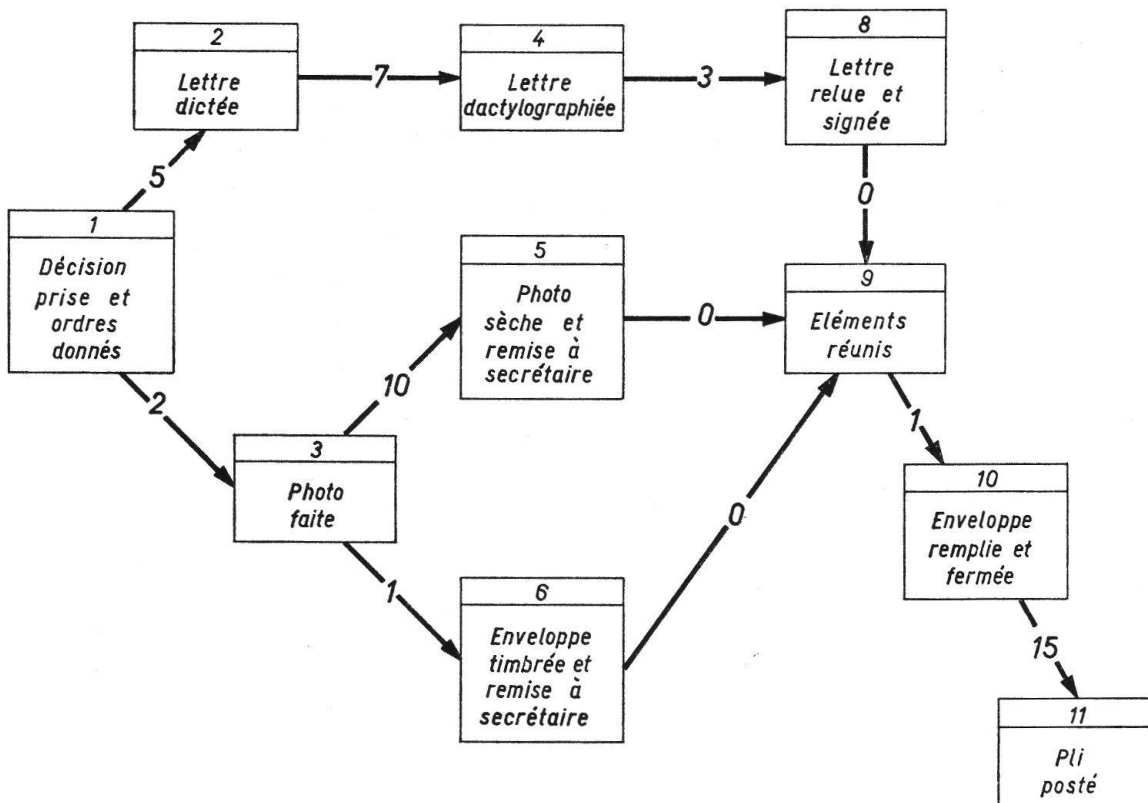 2
Lettre
dictée
7
4
Lettre
dactylographiée
3
8
Lettre
relue et
signée
5
0
1
Décision
prise et
ordres
donnés
5
Photo
sèche et
remise à
secrétaire
0
9
Eléments
réunis
2
10
1
3
Photo
faite
0
10
Enveloppe
remplie et
fermée
1
6
Enveloppe
timbrée et
remise à
secrétaire
15
11
Pli
posté